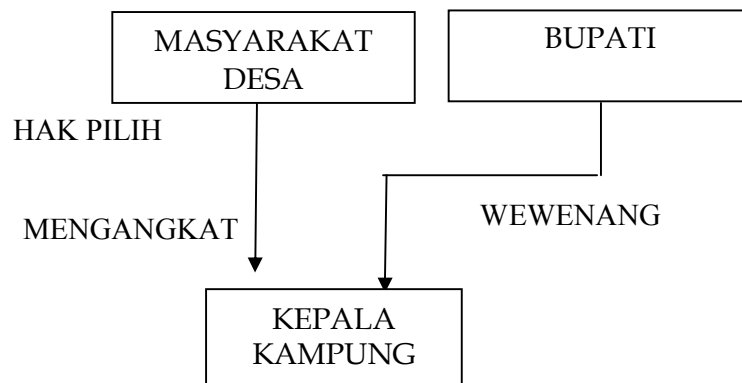 MASYARAKAT
DESA
BUPATI
HAK PILIH
MENGANGKAT
WEWENANG
KEPALA
KAMPUNG